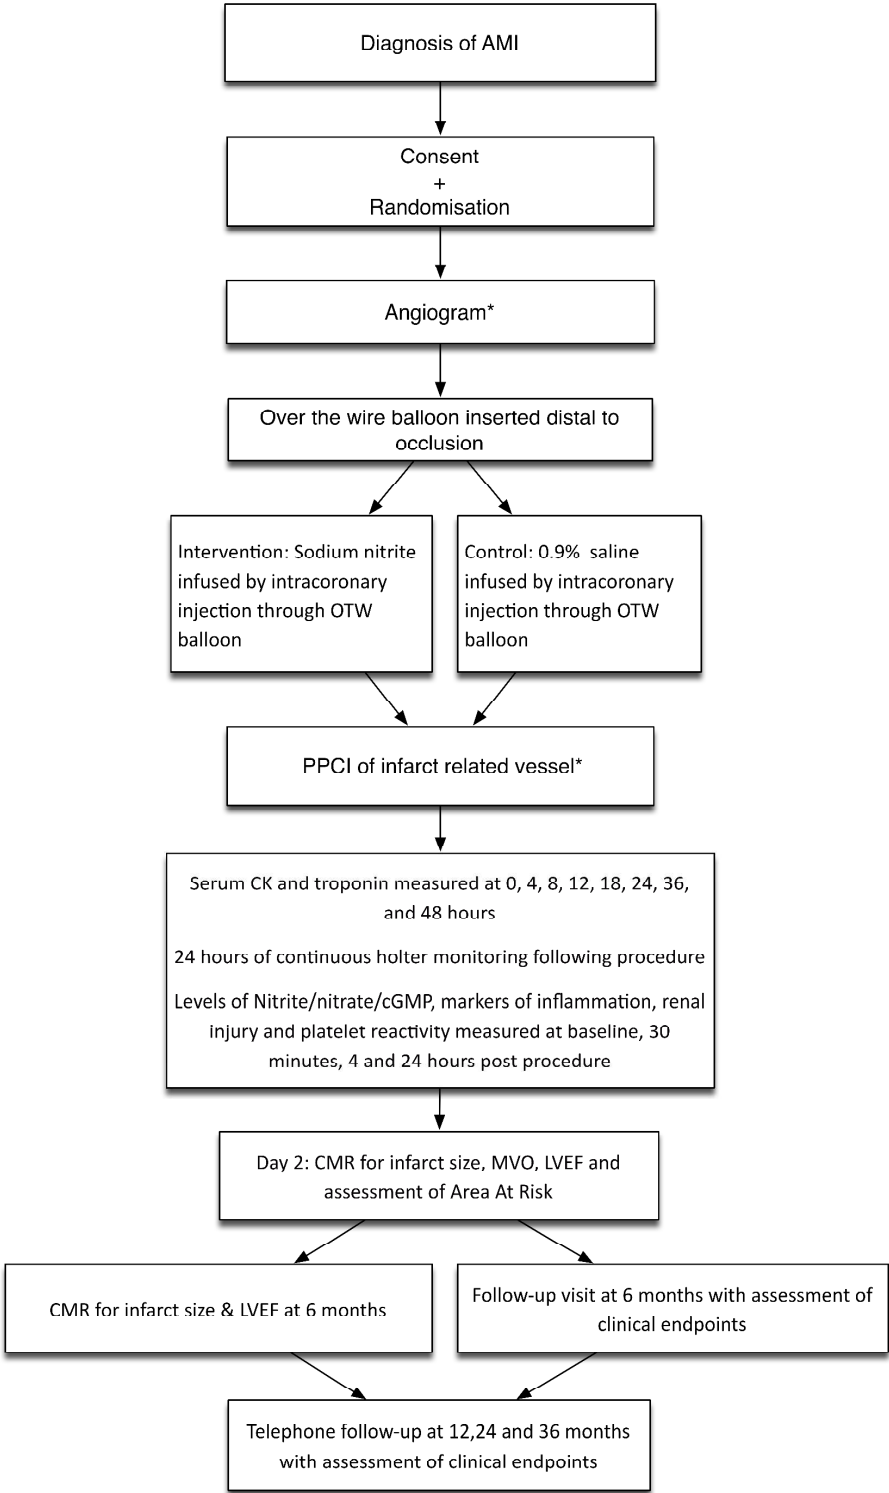 Diagnosis of AMI
Consent
+
Randomisation
Angiogram*
Over the wire balloon inserted distal to
occlusion
Intervention: Sodium nitrite
infused by intracoronary
injection through OTW
balloon
Control: 0.9% saline
infused by intracoronary
injection through OTW
balloon
PPCI of infarct related vessel*
Serum CK and troponin measured at 0, 4, 8, 12, 18, 24, 36,
and 48 hours
24 hours of continuous holter monitoring following procedure
Levels of Nitrite/nitrate/cGMP, markers of inflammation, renal
injury and platelet reactivity measured at baseline, 30
minutes, 4 and 24 hours post procedure
Day 2: CMR for infarct size, MVO, LVEF and
assessment of Area At Risk
CMR for infarct size & LVEF at 6 months
Follow-up visit at 6 months with assessment of
clinical endpoints
Telephone follow-up at 12,24 and 36 months
with assessment of clinical endpoints